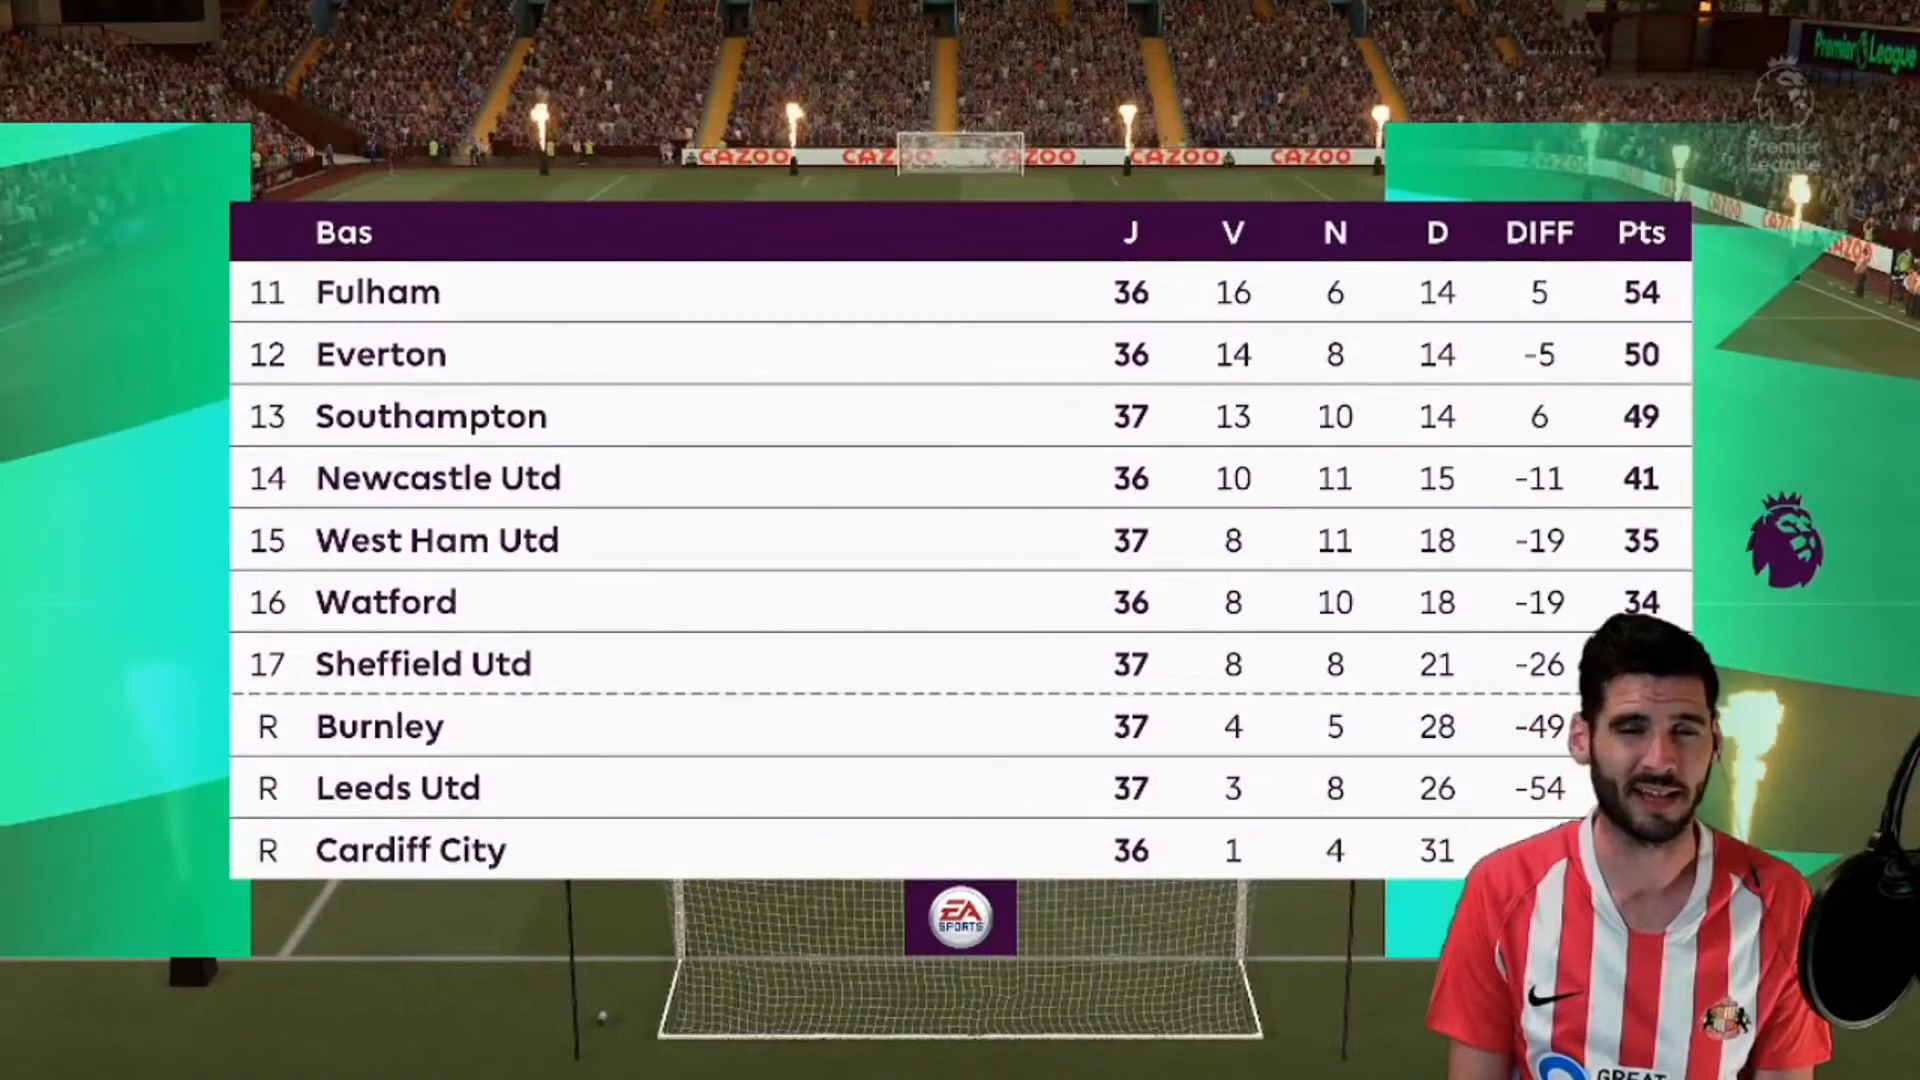 Premier League
Premier
League
CAZOO CAZOO CAZOO CAZOO
Bas J V N D DIFF Pts
11 Fulham 36 16 6 14 5 54
12 Everton 36 14 8 14 -5 50
13 Southampton 37 13 10 14 6 49
14 Newcastle Utd 36 10 11 15 -11 41
15 West Ham Utd 37 8 11 18 -19 35
16 Watford 36 8 10 18 -19 34
17 Sheffield Utd 37 8 8 21 -26
R Burnley 37 4 5 28 -49
R Leeds Utd 37 3 8 26 -54
R Cardiff City 36 1 4 31
EA
SPORTS
GREAT